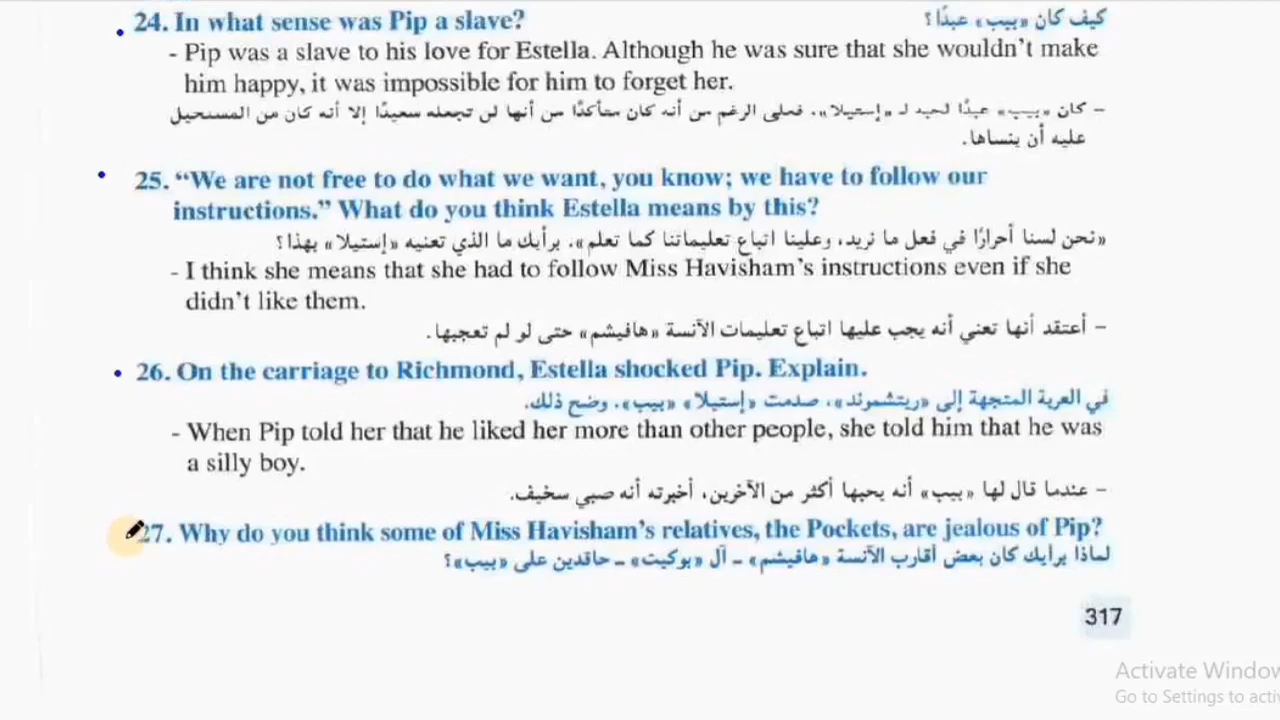 24. In what sense was Pip a slave?
كيف كان «بيب» عبدًا؟
- Pip was a slave to his love for Estella. Although he was sure that she wouldn't make
him happy, it was impossible for him to forget her.
– كان «بيب» عبدًا لحبه لـ «إستيلا»، فعلى الرغم من أنه كان متأكدًا من أنها لن تجعله سعيدًا إلا أنه كان من المستحيل
عليه أن ينساها.
25. “We are not free to do what we want, you know; we have to follow our
instructions.” What do you think Estella means by this?
«نحن لسنا أحرارًا في فعل ما نريد، وعلينا اتباع تعليماتنا كما تعلم». برأيك ما الذي تعنيه «إستيلا» بهذا؟
- I think she means that she had to follow Miss Havisham's instructions even if she
didn't like them.
– أعتقد أنها تعني أنه يجب عليها اتباع تعليمات الآنسة «هافيشم» حتى لو لم تعجبها.
26. On the carriage to Richmond, Estella shocked Pip. Explain.
في العربة المتجهة إلى «ريتشموند»، صدمت «إستيلا» «بيب». وضح ذلك.
- When Pip told her that he liked her more than other people, she told him that he was
a silly boy.
– عندما قال لها «بيب» أنه يحبها أكثر من الآخرين، أخبرته أنه صبي سخيف.
27. Why do you think some of Miss Havisham's relatives, the Pockets, are jealous of Pip?
لماذا برأيك كان بعض أقارب الآنسة «هافيشم» – آل «بوكيت» – حاقدين على «بيب»؟
317
Activate Window
Go to Settings to activ